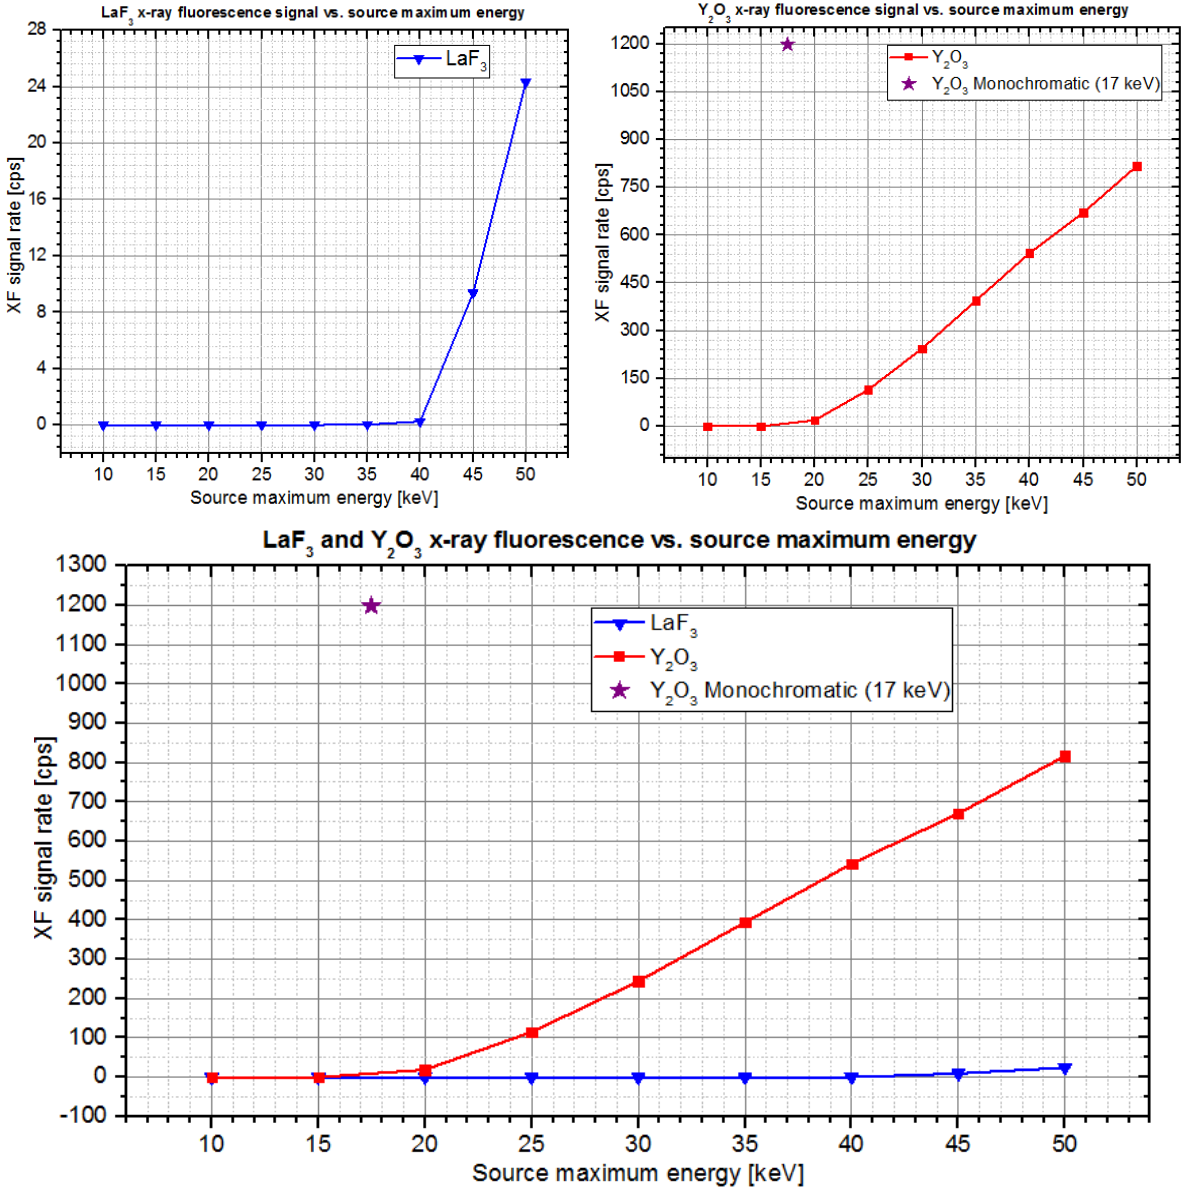 LaF3 x-ray fluorescence signal vs. source maximum energy
28
24
20
16
12
8
4
0
XF signal rate [cps]
LaF3
10 15 20 25 30 35 40 45 50
Source maximum energy [keV]
Y2O3 x-ray fluorescence signal vs. source maximum energy
1200
1050
900
750
600
450
300
150
0
XF signal rate [cps]
Y2O3
Y2O3 Monochromatic (17 keV)
10 15 20 25 30 35 40 45 50
Source maximum energy [keV]
LaF3 and Y2O3 x-ray fluorescence vs. source maximum energy
1300
1200
1100
1000
900
800
700
600
500
400
300
200
100
0
-100
XF signal rate [cps]
LaF3
Y2O3
Y2O3 Monochromatic (17 keV)
10 15 20 25 30 35 40 45 50
Source maximum energy [keV]